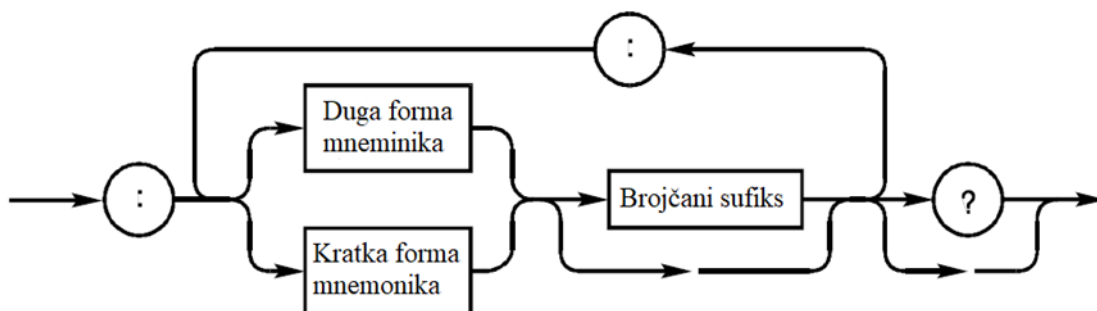 :
Duga forma
mneminika
:
Brojčani sufiks
?
Kratka forma
mnemonika